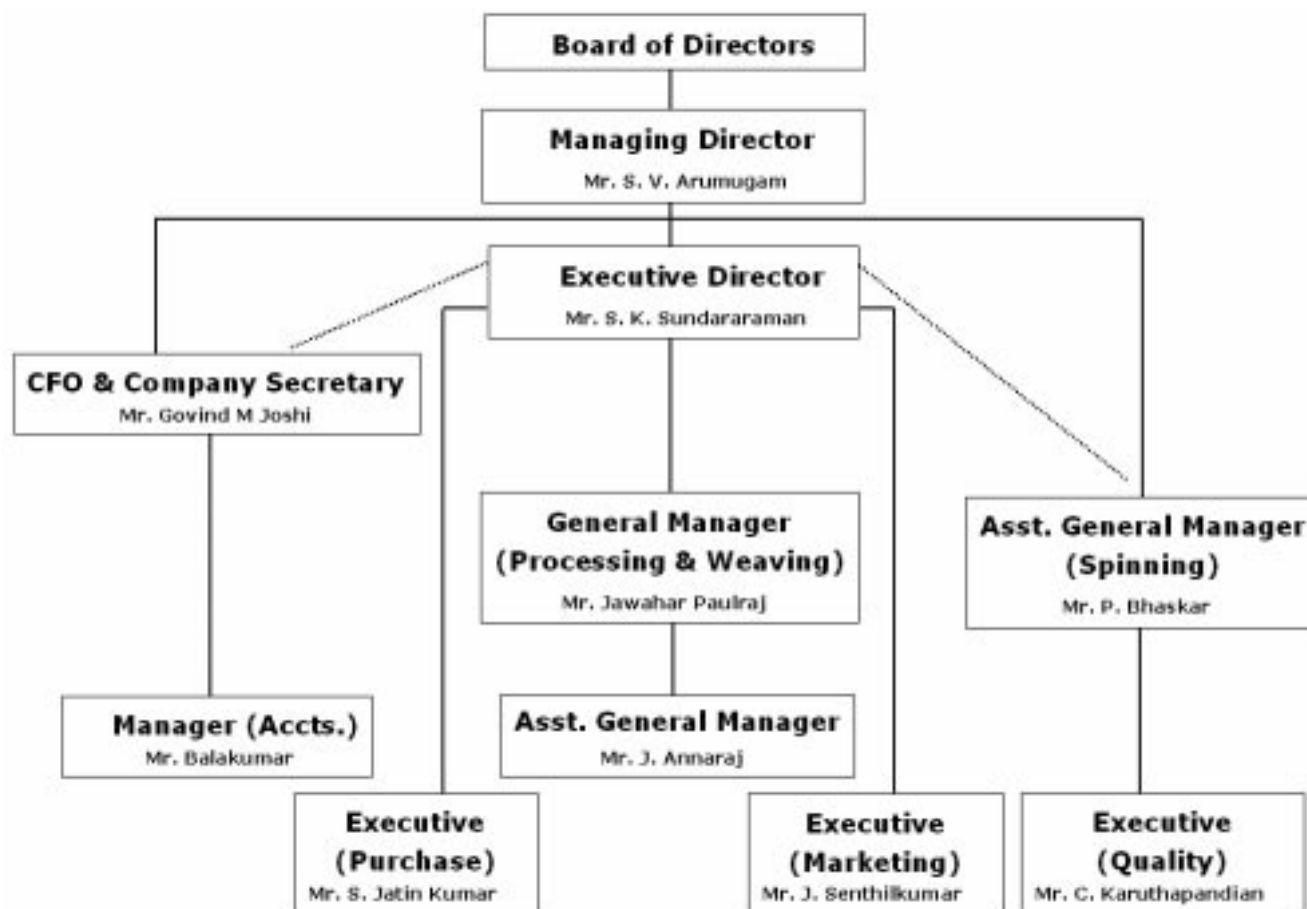 Board of Directors
Managing Director
Mr. S. V. Arumugam
Executive Director
Mr. S. K. Sundararaman
CFO & Company Secretary
Mr. Govind M Joshi
General Manager
(Processing & Weaving)
Mr. Jawahar Paulraj
Asst. General Manager
(Spinning)
Mr. P. Bhaskar
Manager (Accts.)
Mr. Balakumar
Asst. General Manager
Mr. J. Annaraj
Executive
(Purchase)
Mr. S. Jatin Kumar
Executive
(Marketing)
Mr. J. Senthilkumar
Executive
(Quality)
Mr. C. Karuthapandian